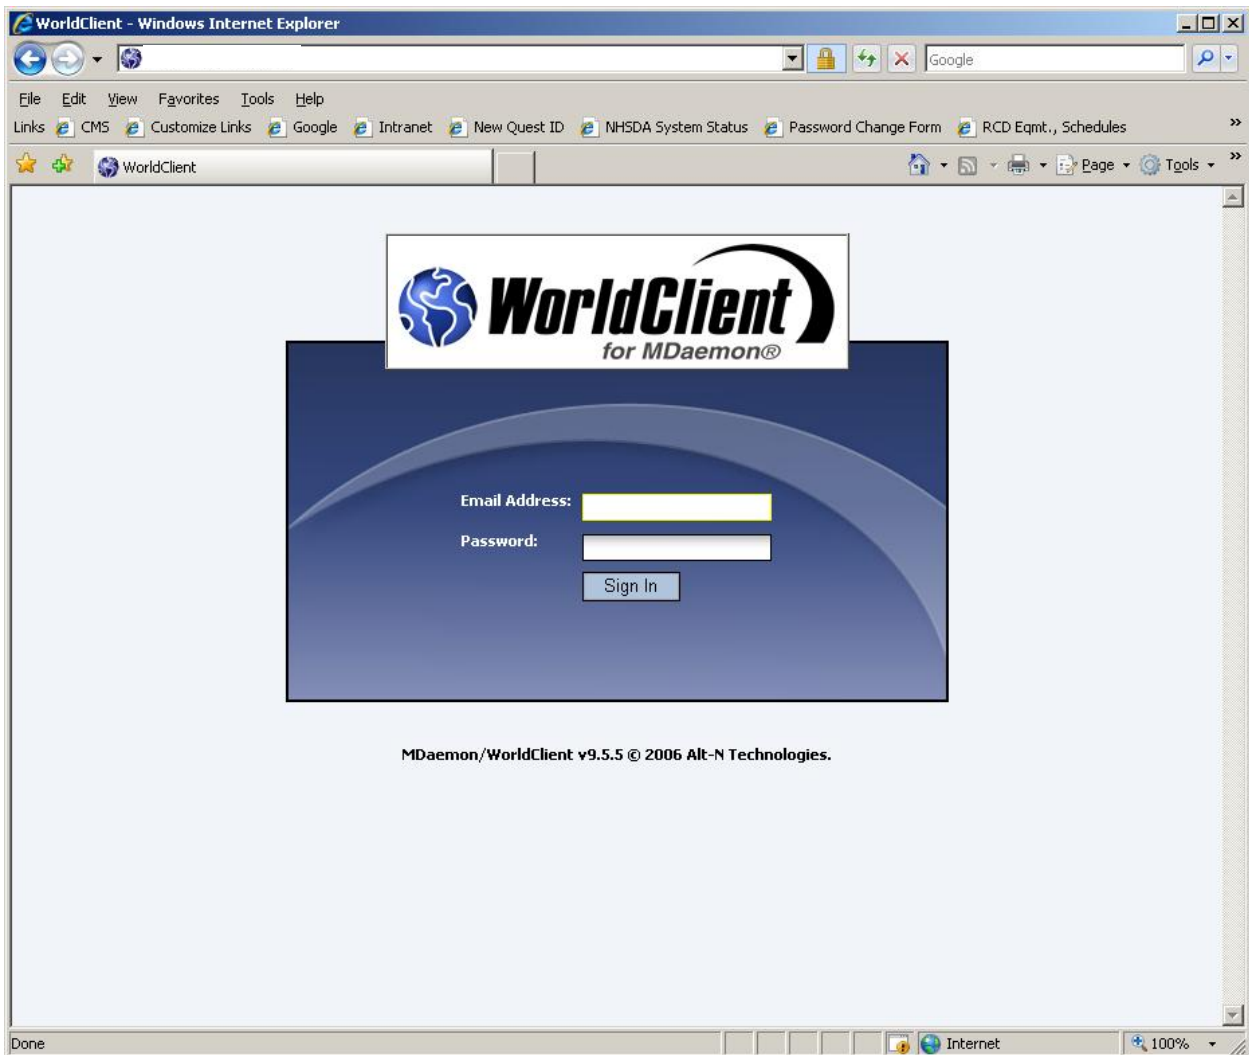 WorldClient - Windows Internet Explorer
Google
File Edit View Favorites Tools Help
Links CMS Customize Links Google Intranet New Quest ID NHSDA System Status Password Change Form RCD Eqmt., Schedules »
WorldClient Page Tools »
WorldClient
for MDaemon®
Email Address:
Password:
Sign In
MDaemon/WorldClient v9.5.5 © 2006 Alt-N Technologies.
Done Internet 100%